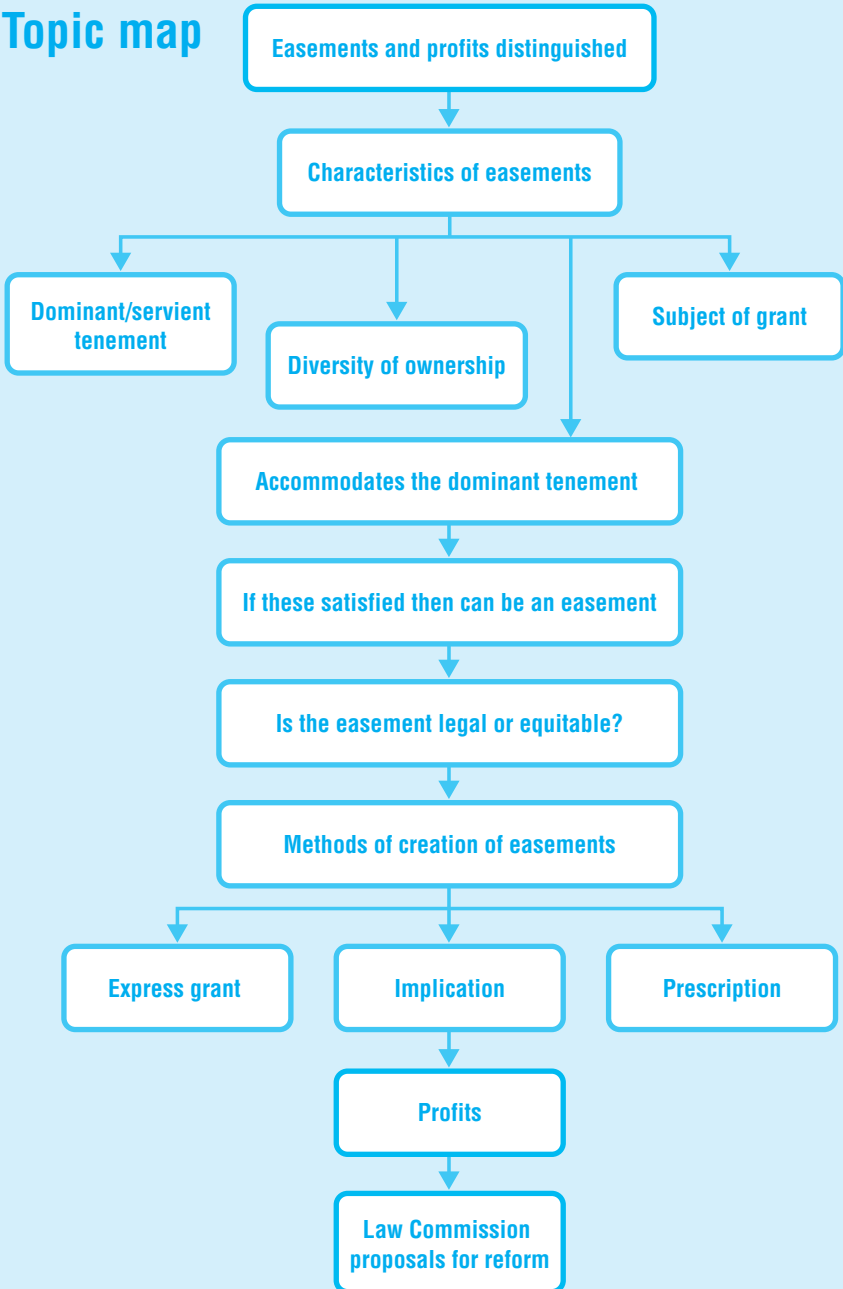 Topic map
Easements and profits distinguished
Characteristics of easements
Dominant/servient
tenement
Diversity of ownership
Subject of grant
Accommodates the dominant tenement
If these satisfied then can be an easement
Is the easement legal or equitable?
Methods of creation of easements
Express grant
Implication
Prescription
Profits
Law Commission
proposals for reform